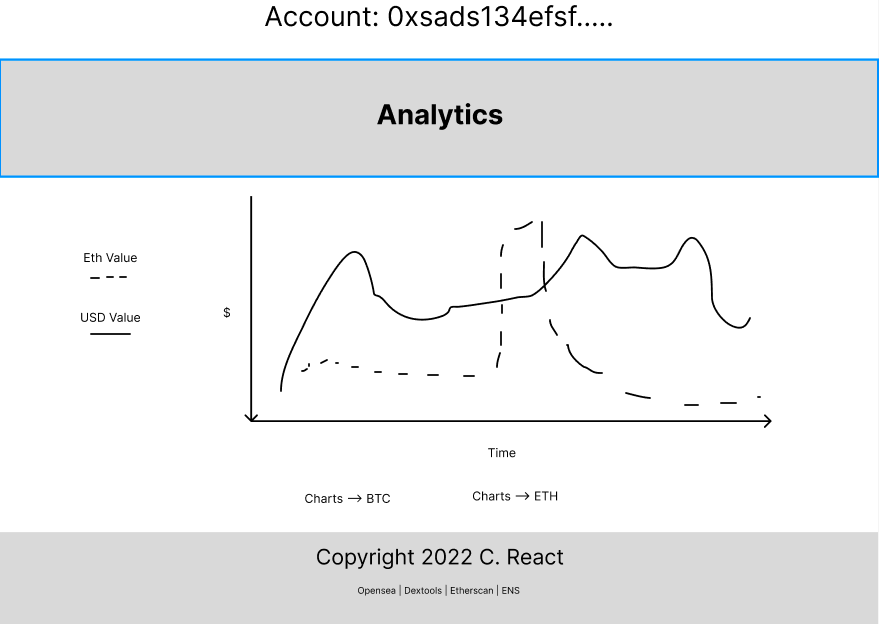 Account: 0xsads134efsf.....
Analytics
Eth Value
USD Value
$
Time
Charts → BTC
Charts → ETH
Copyright 2022 C. React
Opensea | Dextools | Etherscan | ENS